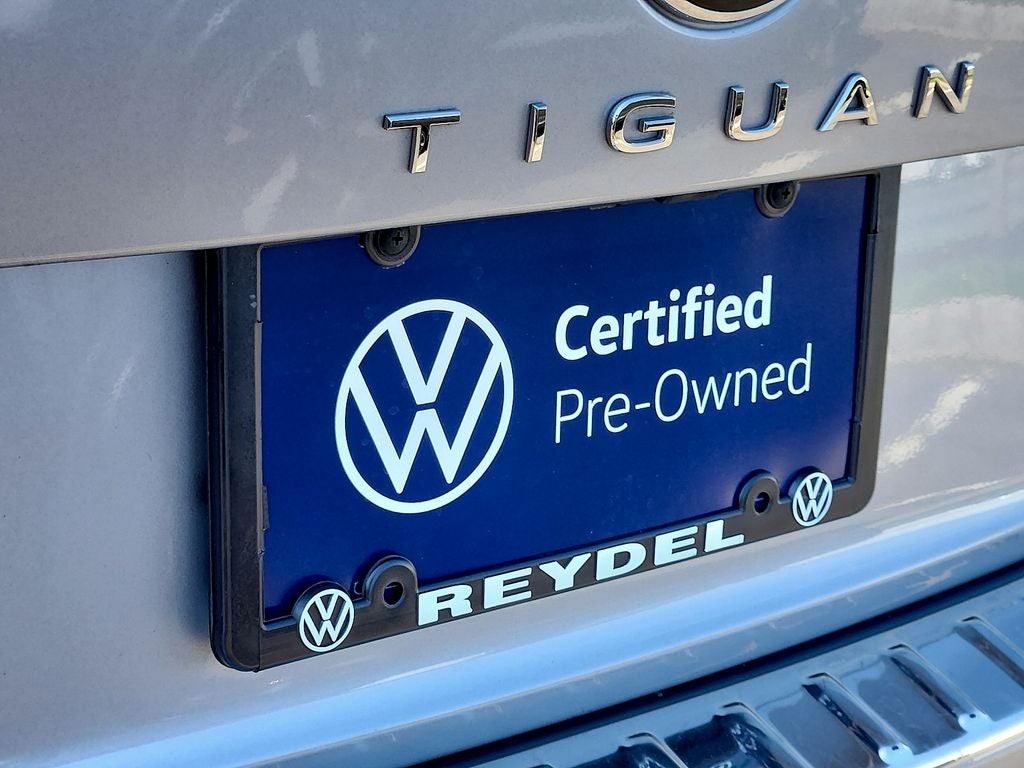 TIGUAN
Certified
Pre-Owned
REYDEL